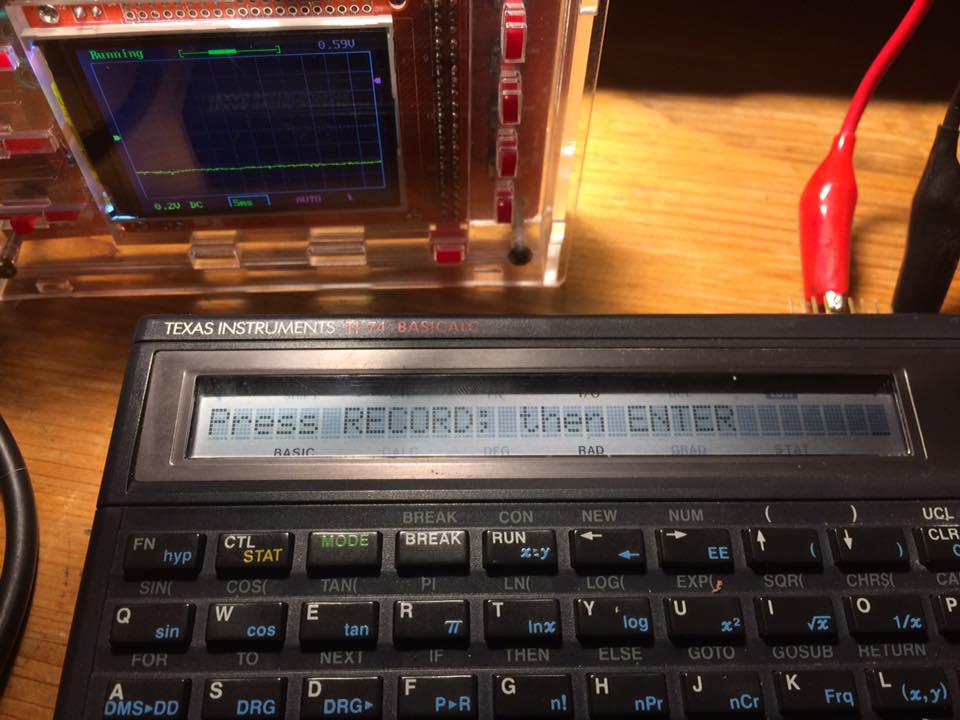 Running 0.59V
0.2V DC 5ms AUTO
TEXAS INSTRUMENTS TI-74 BASICALC
I/O
Press RECORD; then ENTER
BASIC CALC DEG RAD GRAD STAT
BREAK CON NEW NUM ( ) UCL
FN hyp CTL STAT MODE BREAK RUN x:y ← ← → EE ↑ ( ↓ ) CLR
SIN( COS( TAN( PI LN( LOG( EXP( SQR( CHR$(
Q sin W cos E tan R π T lnx Y log U x² I √x O 1/x P
FOR TO NEXT IF THEN ELSE GOTO GOSUB RETURN
A DMS▸DD S DRG D DRG▸ F P▸R G n! H nPr J nCr K Frq L (x,y)